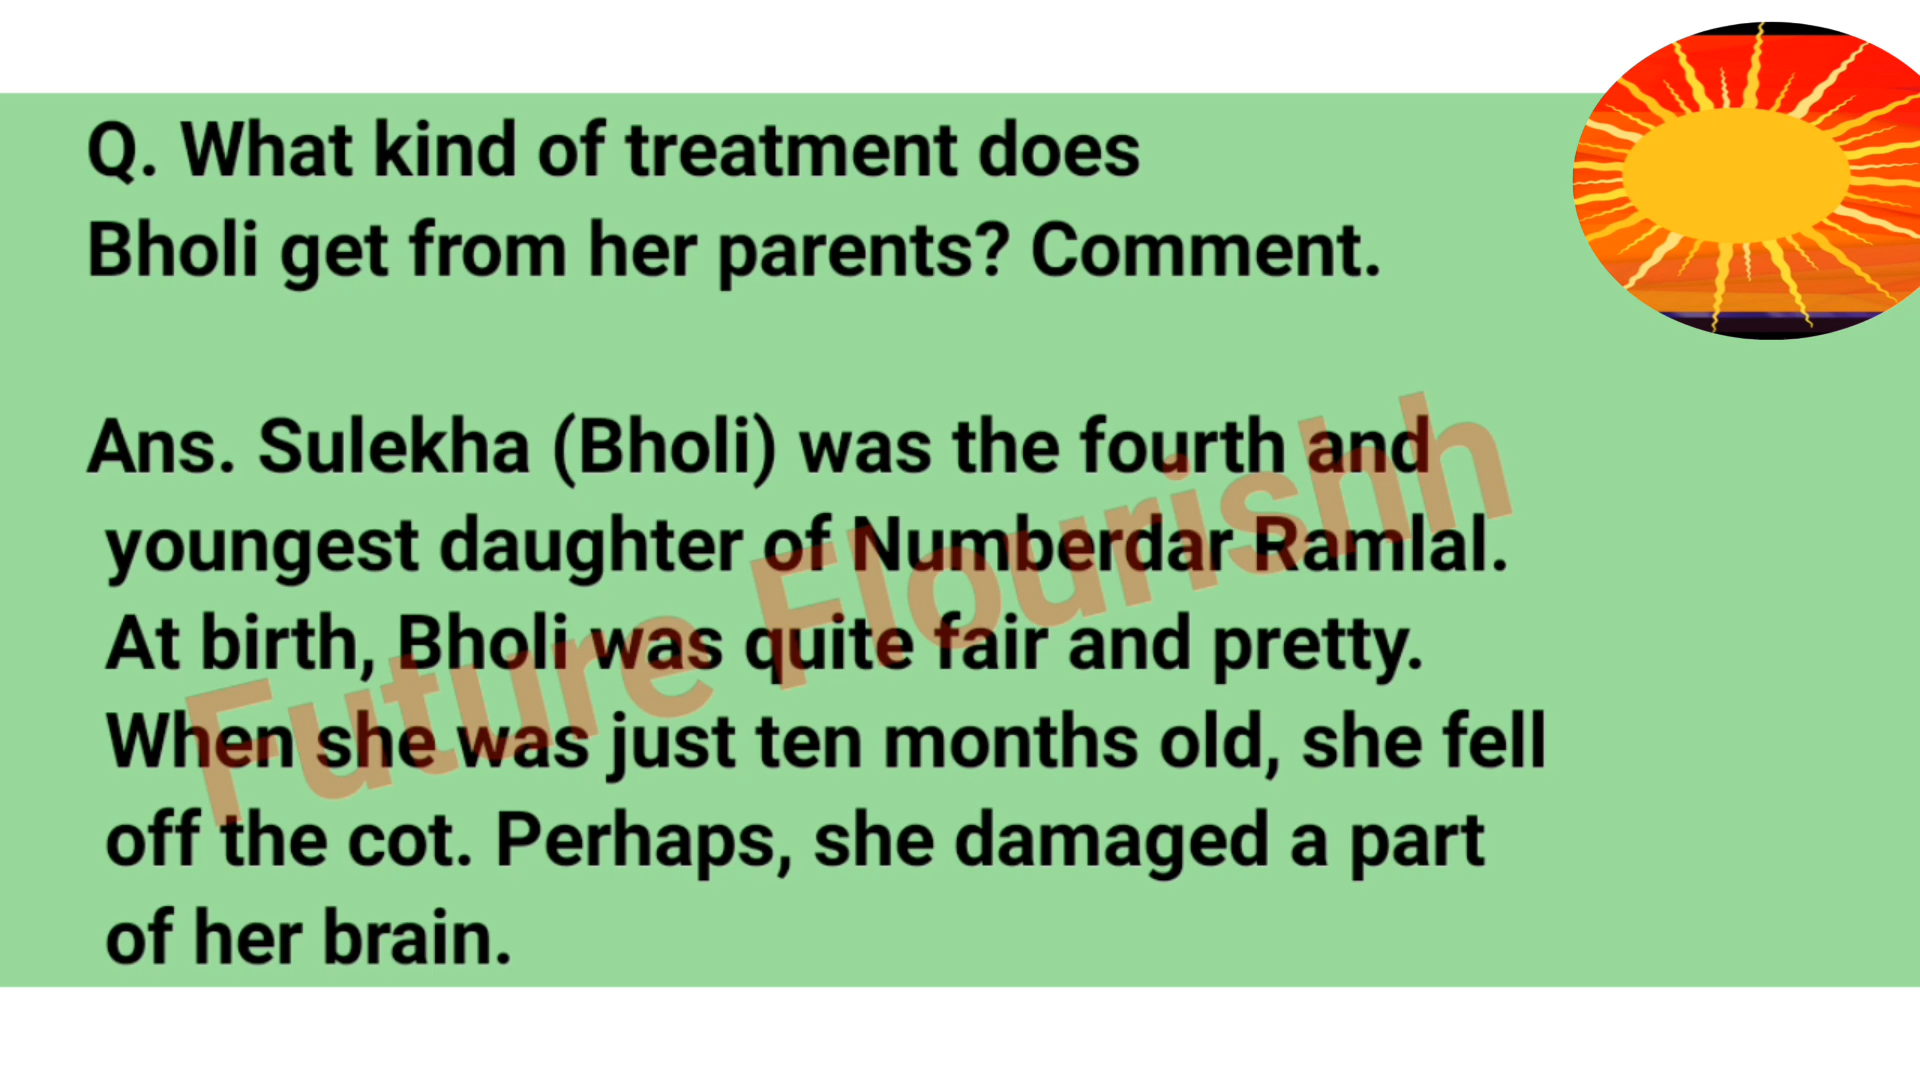 Q. What kind of treatment does
Bholi get from her parents? Comment.
Ans. Sulekha (Bholi) was the fourth and
youngest daughter of Numberdar Ramlal.
At birth, Bholi was quite fair and pretty.
When she was just ten months old, she fell
off the cot. Perhaps, she damaged a part
of her brain.
Future Flourishh